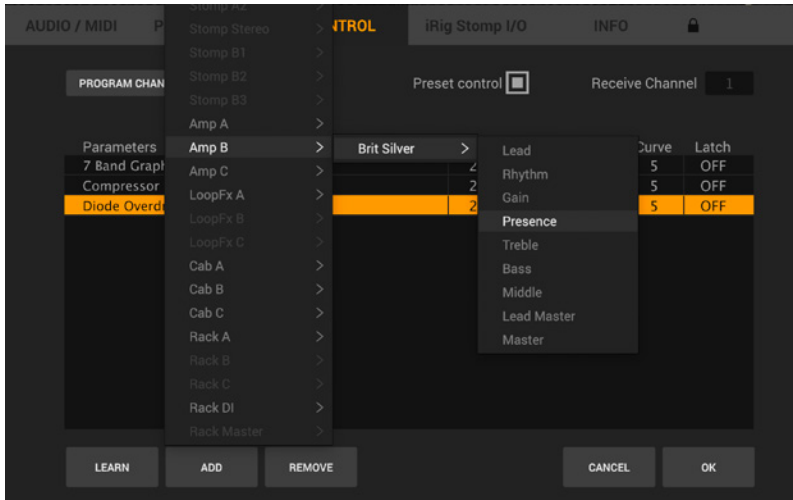 Stomp A2
AUDIO / MIDI P Stomp Stereo > NTROL iRig Stomp I/O INFO
Stomp B1 >
PROGRAM CHAN Stomp B2 > Preset control Receive Channel 1
Stomp B3 >
Amp A >
Parameters Amp B > Brit Silver > Lead Curve Latch
7 Band Graph Amp C > 2 Rhythm 5 OFF
Compressor LoopFx A > 2 Gain 5 OFF
Diode Overdr LoopFx B > 2 Presence 5 OFF
LoopFx C > Treble
Cab A > Bass
Cab B > Middle
Cab C > Lead Master
Rack A > Master
Rack B >
Rack C >
Rack DI >
Rack Master >
LEARN ADD REMOVE CANCEL OK